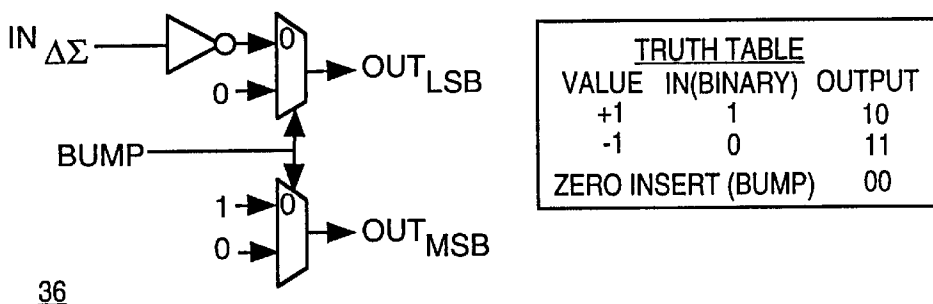 IN ΔΣ
0
OUT LSB
0
BUMP
1
0
OUT MSB
0
36
TRUTH TABLE
VALUE IN(BINARY) OUTPUT
+1 1 10
-1 0 11
ZERO INSERT (BUMP) 00